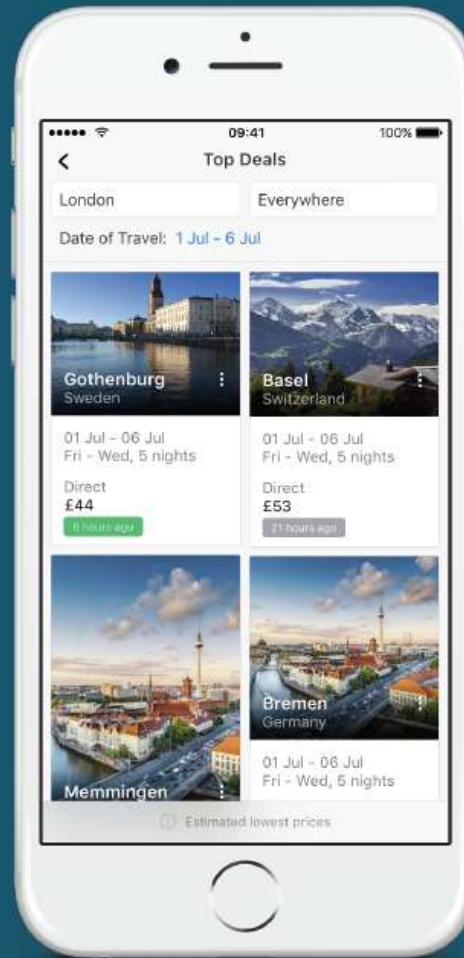 09:41
100%
Top Deals
London
Everywhere
Date of Travel: 1 Jul - 6 Jul
Gothenburg
Sweden
01 Jul - 06 Jul
Fri - Wed, 5 nights
Direct
£44
6 hours ago
Basel
Switzerland
01 Jul - 06 Jul
Fri - Wed, 5 nights
Direct
£53
21 hours ago
Memmingen
Bremen
Germany
01 Jul - 06 Jul
Fri - Wed, 5 nights
Estimated lowest prices